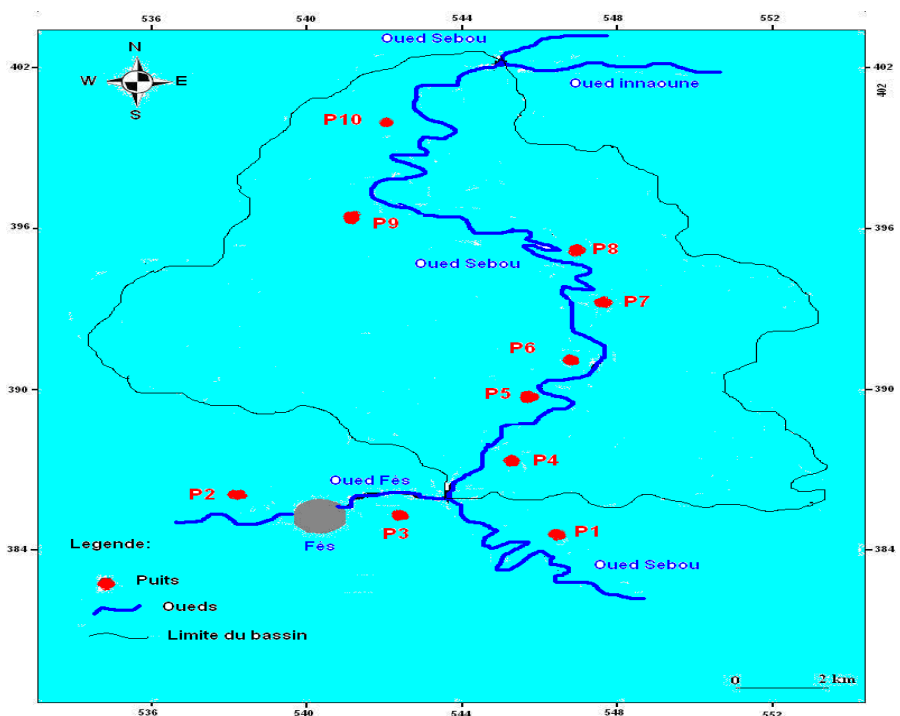 536 540 544 548 552
Oued Sebou
N
W E
S
402
402
402
Oued innaoune
P10
396
P9
396
P8
Oued Sebou
P7
P6
390
P5
390
P4
Oued Fès
P2
P3
P1
Fès
384
384
Legende:
Oued Sebou
Puits
Oueds
Limite du bassin
0 2 km
536 540 544 548 552